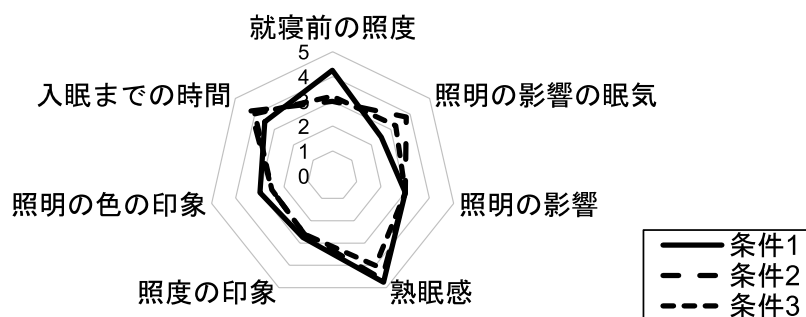 就寝前の照度
5
4
3
2
1
0
入眠までの時間
照明の影響の眠気
照明の色の印象
照明の影響
照度の印象
熟眠感
条件1
条件2
条件3